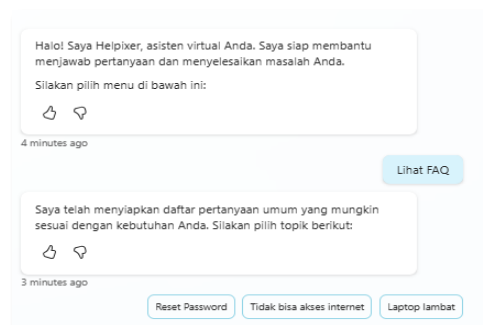 Halo! Saya Helpixer, asisten virtual Anda. Saya siap membantu
menjawab pertanyaan dan menyelesaikan masalah Anda.
Silakan pilih menu di bawah ini:
4 minutes ago
Lihat FAQ
Saya telah menyiapkan daftar pertanyaan umum yang mungkin
sesuai dengan kebutuhan Anda. Silakan pilih topik berikut:
3 minutes ago
Reset Password Tidak bisa akses internet Laptop lambat